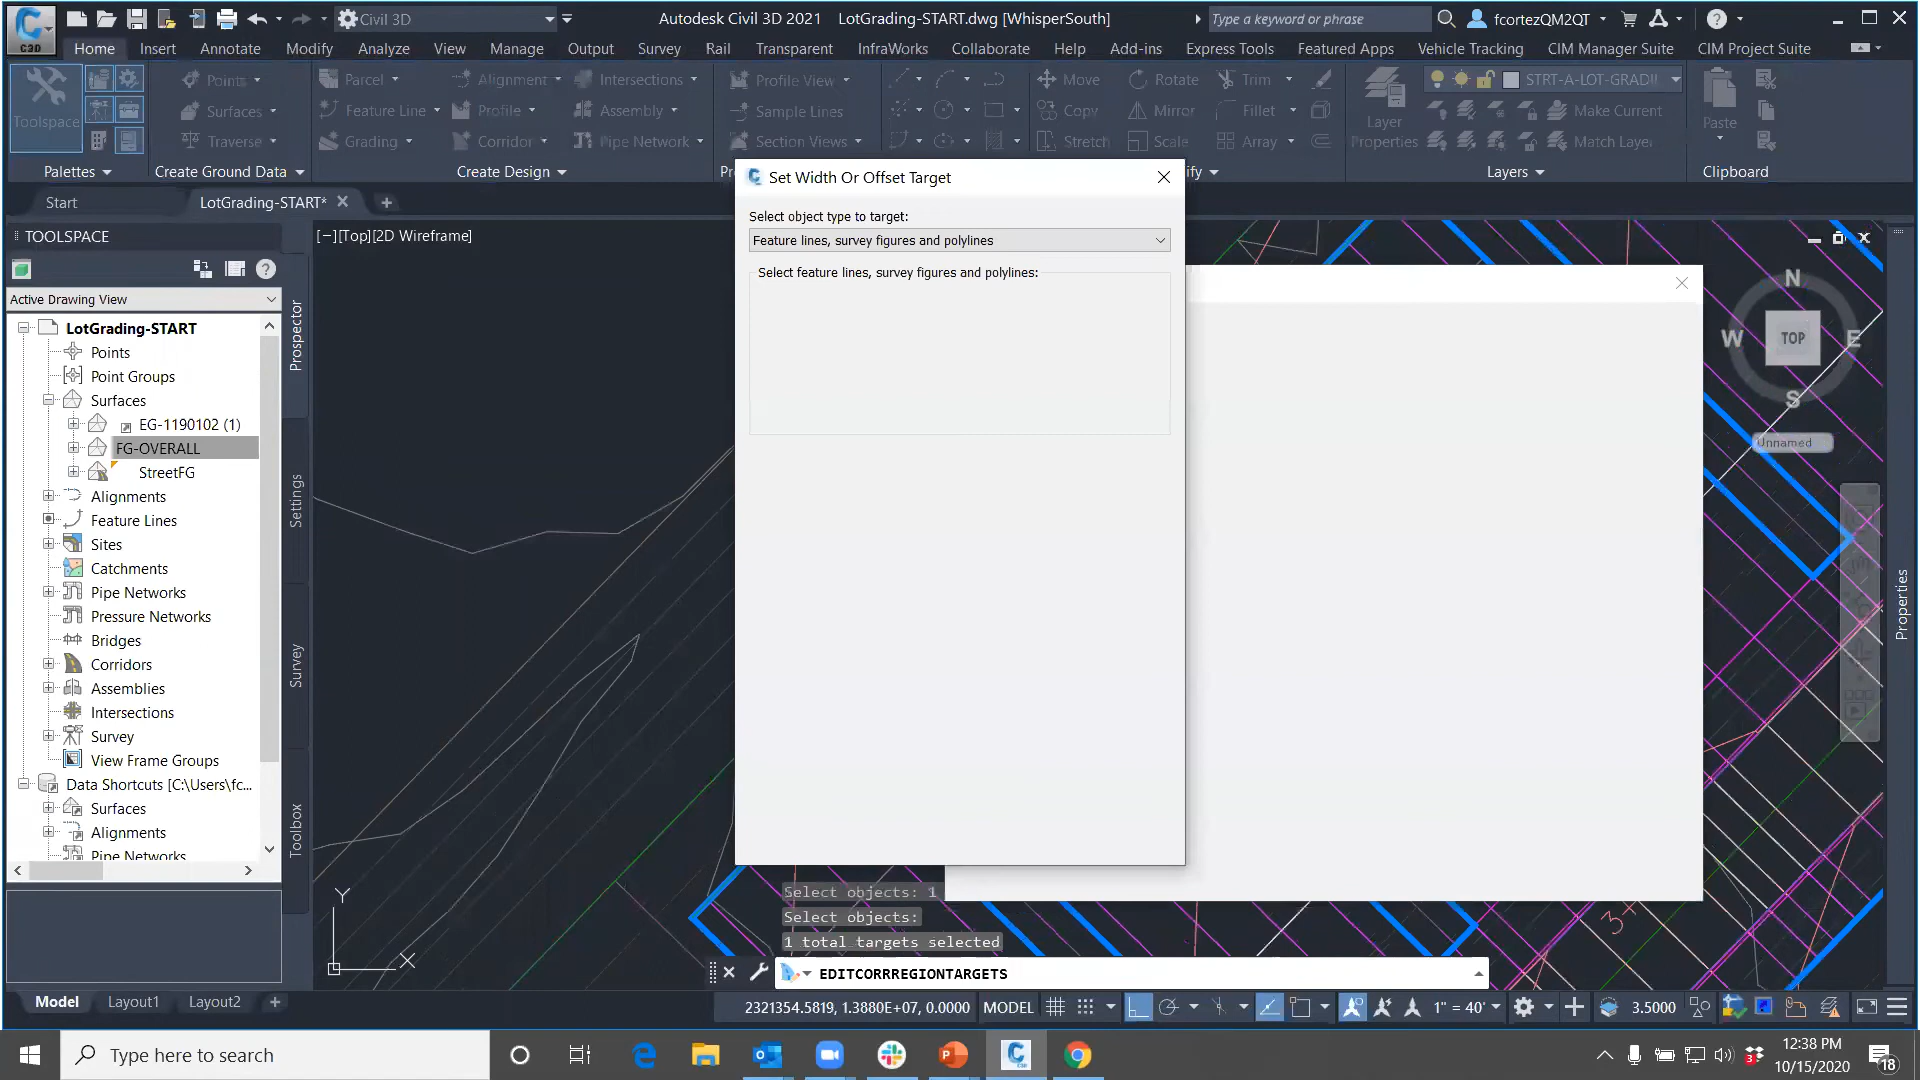 CAD
Civil 3D
Autodesk Civil 3D 2021 LotGrading-START.dwg [WhisperSouth]
Type a keyword or phrase
fcortezQM2QT
Home Insert Annotate Modify Analyze View Manage Output Survey Rail Transparent InfraWorks Collaborate Help Add-ins Express Tools Featured Apps Vehicle Tracking CIM Manager Suite CIM Project Suite
Toolspace
Points
Surfaces
Traverse
Parcel
Feature Line
Grading
Alignment
Profile
Corridor
Intersections
Assembly
Pipe Network
Profile View
Sample Lines
Section Views
Move
Copy
Stretch
Rotate
Mirror
Scale
Trim
Fillet
Array
Layer
Properties
STRT-A-LOT-GRADII
Make Current
Match Layer
Paste
Palettes
Create Ground Data
Create Design
Layers
Clipboard
Start
LotGrading-START*
TOOLSPACE
Active Drawing View
LotGrading-START
Points
Point Groups
Surfaces
EG-1190102 (1)
FG-OVERALL
StreetFG
Alignments
Feature Lines
Sites
Catchments
Pipe Networks
Pressure Networks
Bridges
Corridors
Assemblies
Intersections
Survey
View Frame Groups
Data Shortcuts [C:\Users\fc...
Surfaces
Alignments
Pipe Networks
Prospector
Settings
Survey
Toolbox
[−][Top][2D Wireframe]
Set Width Or Offset Target
Select object type to target:
Feature lines, survey figures and polylines
Select feature lines, survey figures and polylines:
N
W
TOP
E
S
Unnamed
Properties
Y
X
Select objects: 1
Select objects:
1 total targets selected
EDITCORRREGIONTARGETS
Model Layout1 Layout2
2321354.5819, 1.3880E+07, 0.0000 MODEL
1" = 40'
3.5000
Type here to search
12:38 PM
10/15/2020
18